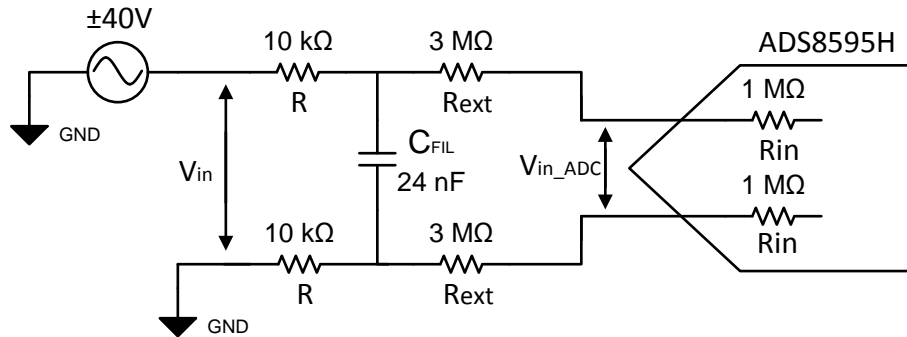 ±40V
10 kΩ
R
3 MΩ
Rext
ADS8595H
1 MΩ
Rin
GND
Vin
CFIL
24 nF
Vin_ADC
1 MΩ
Rin
10 kΩ
R
3 MΩ
Rext
GND